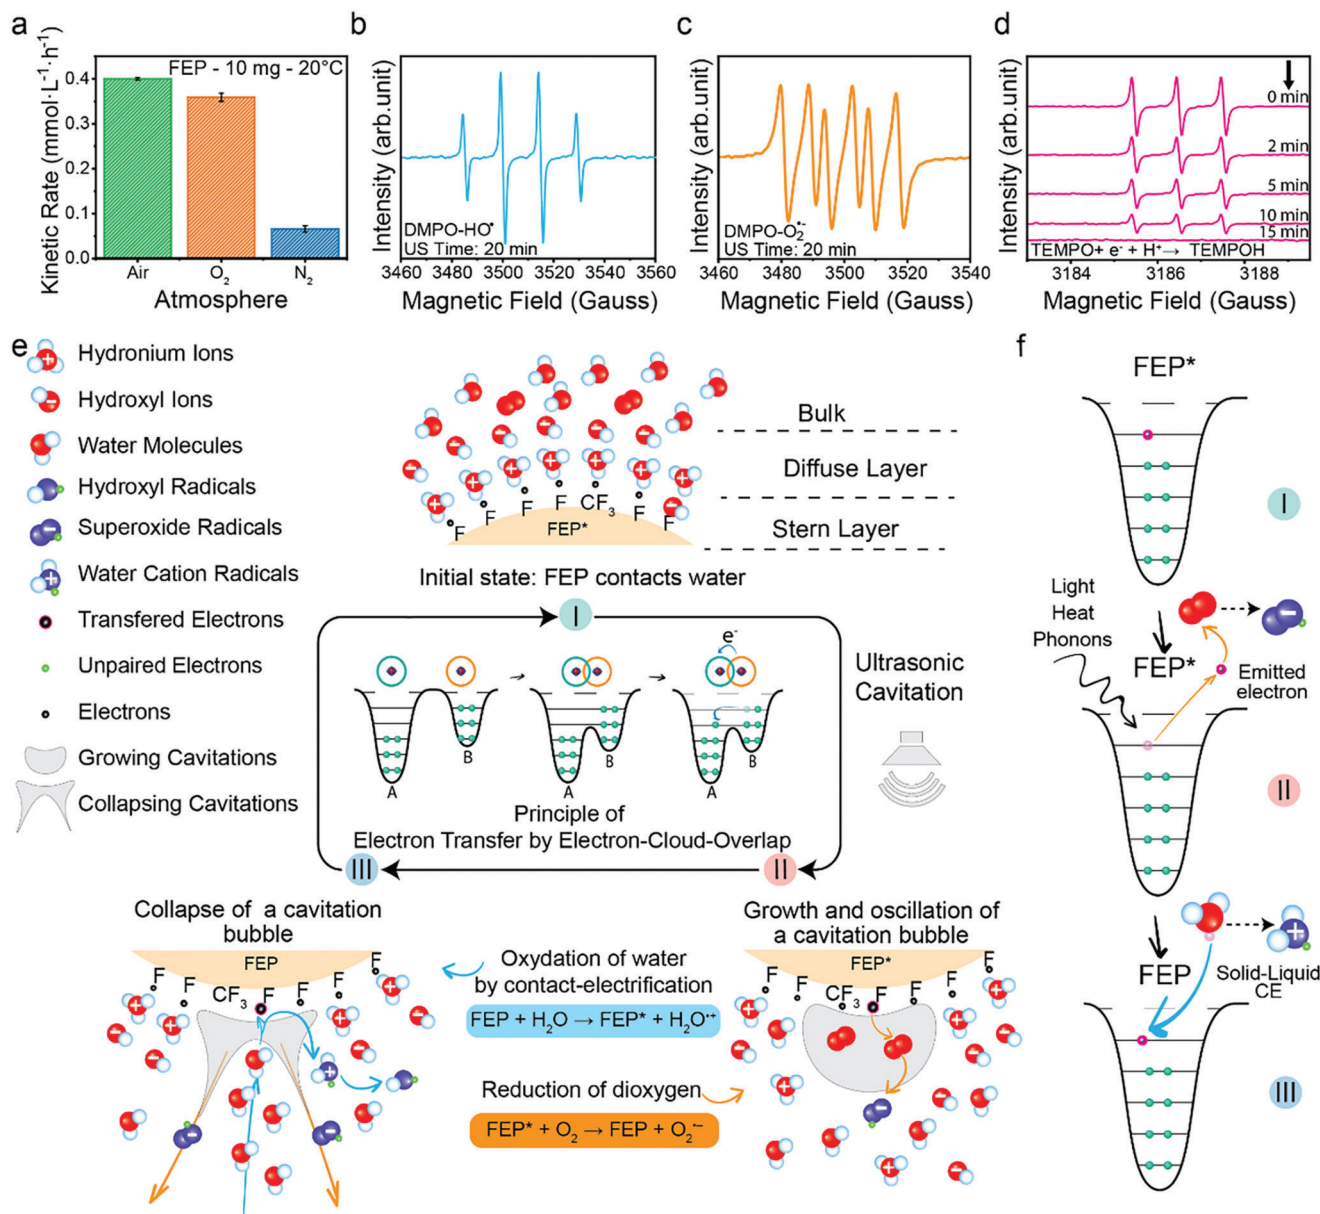 a
FEP - 10 mg - 20°C
Kinetic Rate (mmol·L⁻¹·h⁻¹)
0.4
0.3
0.2
0.1
0.0
Air
O₂
N₂
Atmosphere
b
Intensity (arb.unit)
DMPO-HO•
US Time: 20 min
3460
3480
3500
3520
3540
3560
Magnetic Field (Gauss)
c
Intensity (arb.unit)
DMPO-O₂•-
US Time: 20 min
3460
3480
3500
3520
3540
Magnetic Field (Gauss)
d
Intensity (arb.unit)
0 min
2 min
5 min
10 min
15 min
TEMPO+ e⁻ + H⁺→ TEMPOH
3184
3186
3188
Magnetic Field (Gauss)
e
Hydronium Ions
Hydroxyl Ions
Water Molecules
Hydroxyl Radicals
Superoxide Radicals
Water Cation Radicals
Transfered Electrons
Unpaired Electrons
Electrons
Growing Cavitations
Collapsing Cavitations
Bulk
Diffuse Layer
Stern Layer
F
F
F
F
CF₃
F
F
FEP*
Initial state: FEP contacts water
I
e⁻
A
B
A
B
A
B
Principle of
Electron Transfer by Electron-Cloud-Overlap
Ultrasonic
Cavitation
III
II
Collapse of a cavitation
bubble
FEP
F
F
CF₃
F
F
F
F
Oxydation of water
by contact-electrification
FEP + H₂O → FEP* + H₂O•+
Reduction of dioxygen
FEP* + O₂ → FEP + O₂•−
Growth and oscillation of
a cavitation bubble
FEP*
F
F
CF₃
F
F
F
F
f
FEP*
I
Light
Heat
Phonons
FEP*
Emitted
electron
II
FEP
Solid-Liquid
CE
III